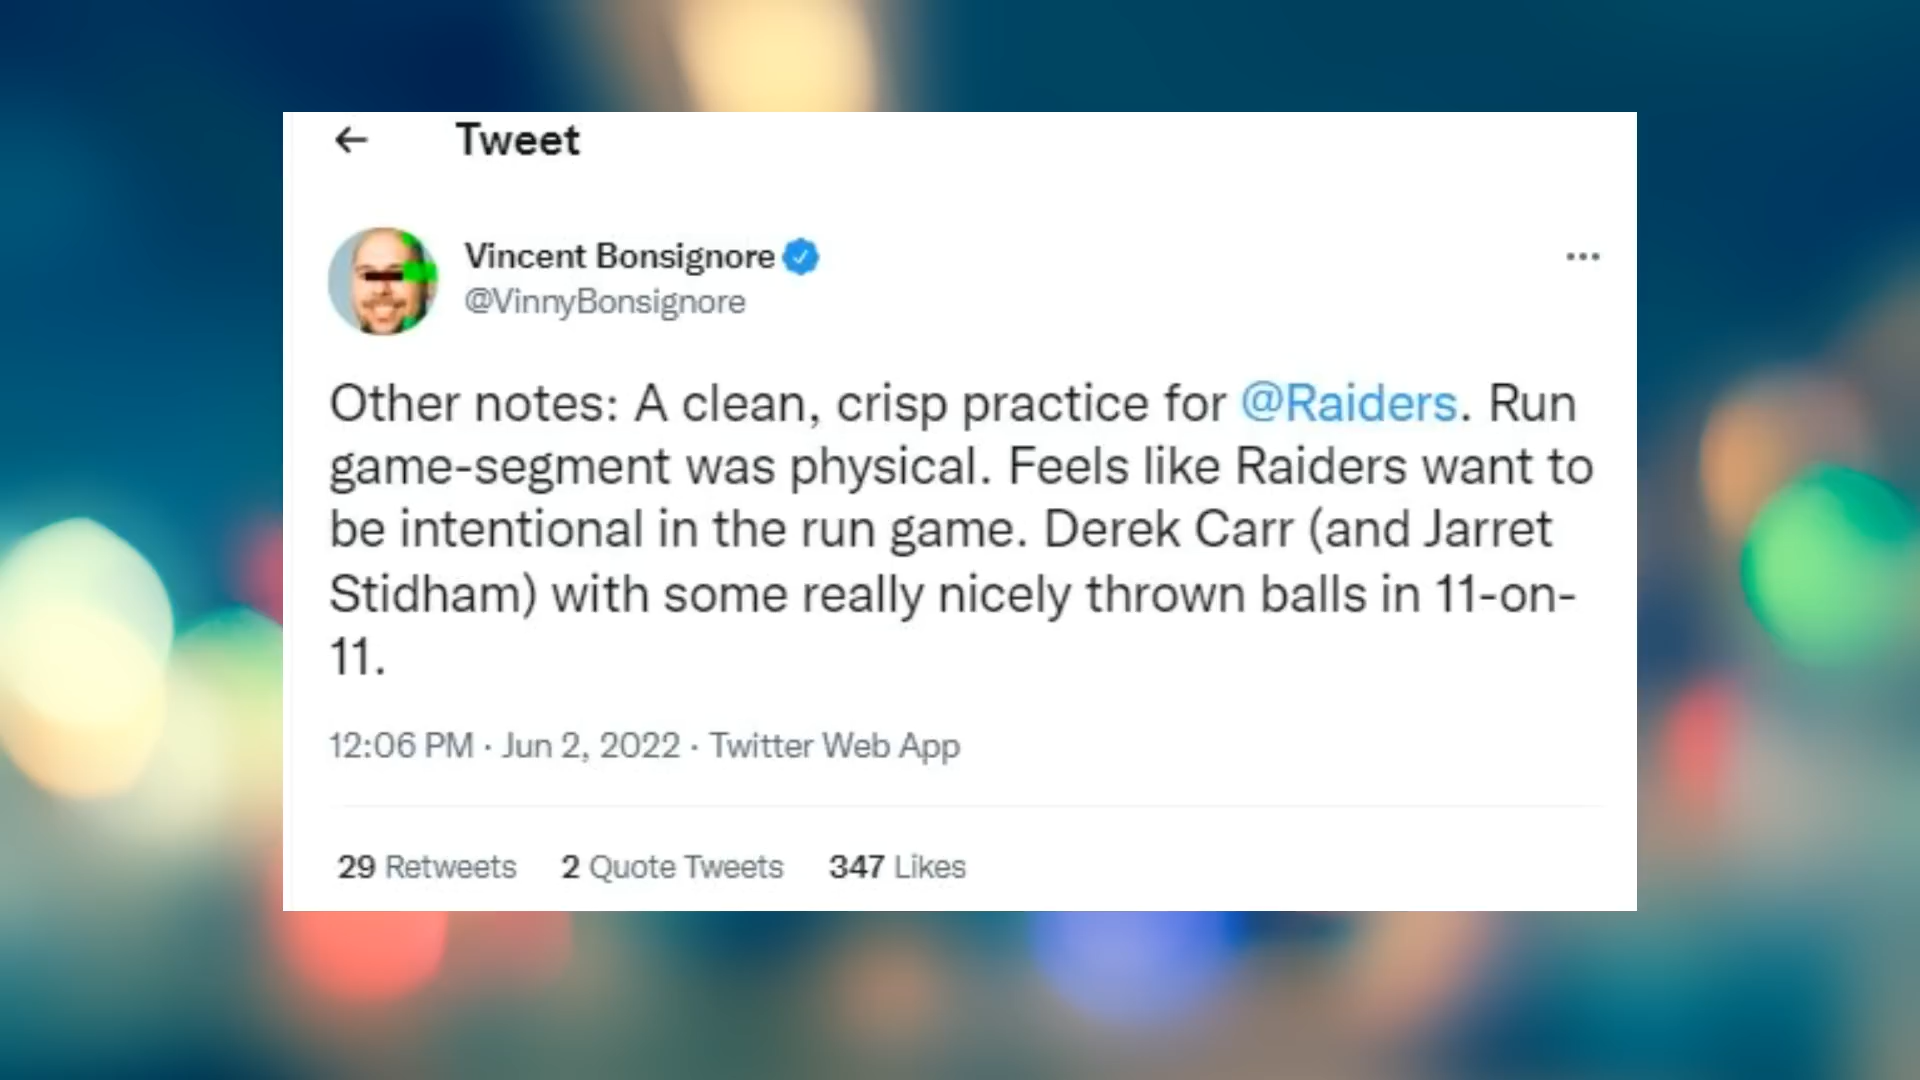 Tweet
Vincent Bonsignore
@VinnyBonsignore
Other notes: A clean, crisp practice for @Raiders. Run
game-segment was physical. Feels like Raiders want to
be intentional in the run game. Derek Carr (and Jarret
Stidham) with some really nicely thrown balls in 11-on-
11.
12:06 PM · Jun 2, 2022 · Twitter Web App
29 Retweets 2 Quote Tweets 347 Likes